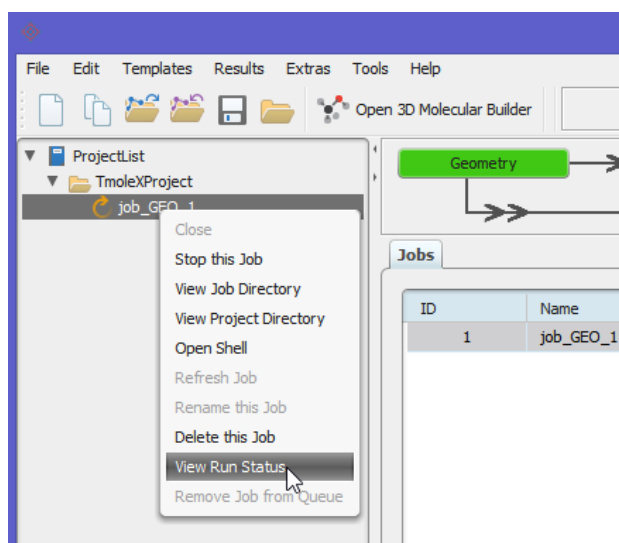 File Edit Templates Results Extras Tools Help
Open 3D Molecular Builder
ProjectList
TmoleXProject
job_GEO_1
Close
Stop this Job
View Job Directory
View Project Directory
Open Shell
Refresh Job
Rename this Job
Delete this Job
View Run Status
Remove Job from Queue
Geometry
Jobs
ID Name
1 job_GEO_1